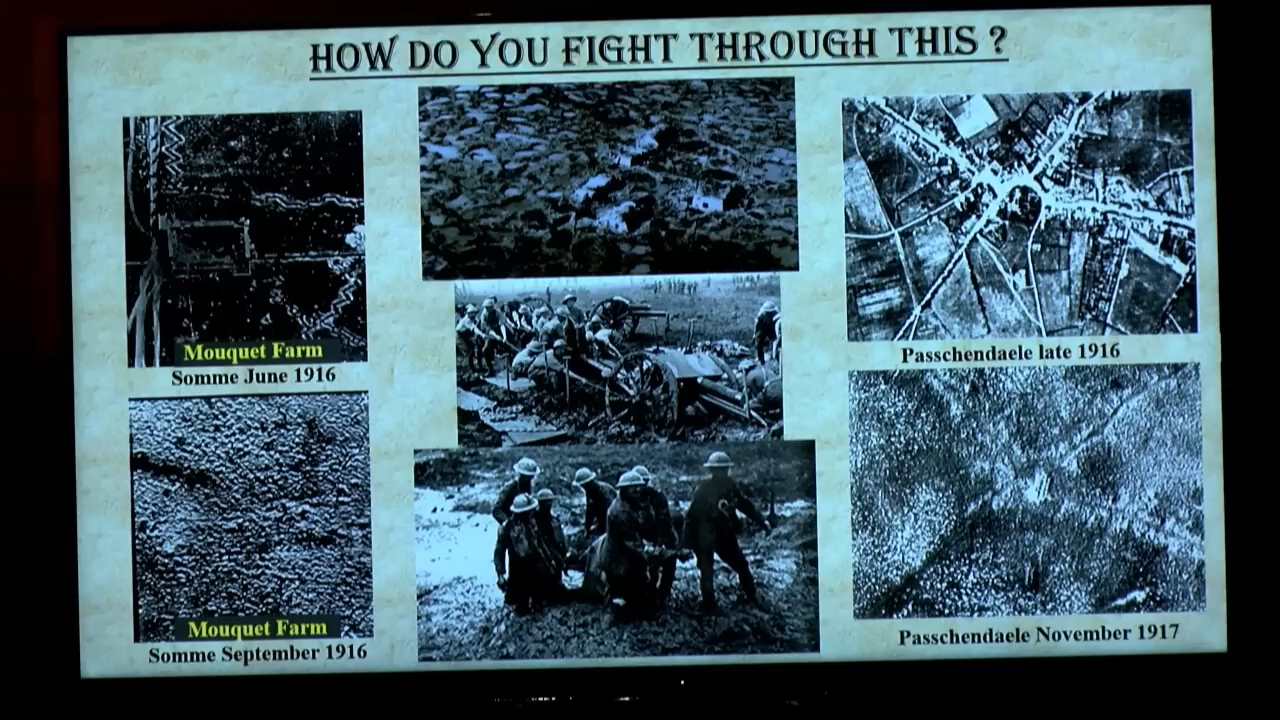 HOW DO YOU FIGHT THROUGH THIS ?
Mouquet Farm
Somme June 1916
Mouquet Farm
Somme September 1916
Passchendaele late 1916
Passchendaele November 1917